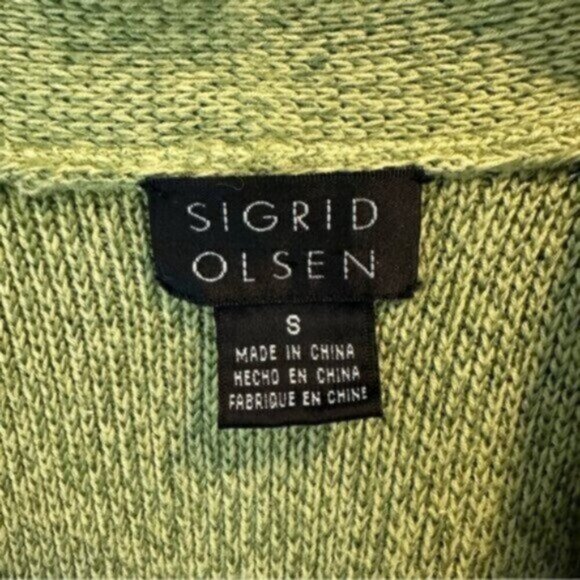 SIGRID
OLSEN
S
MADE IN CHINA
HECHO EN CHINA
FABRIQUE EN CHINE